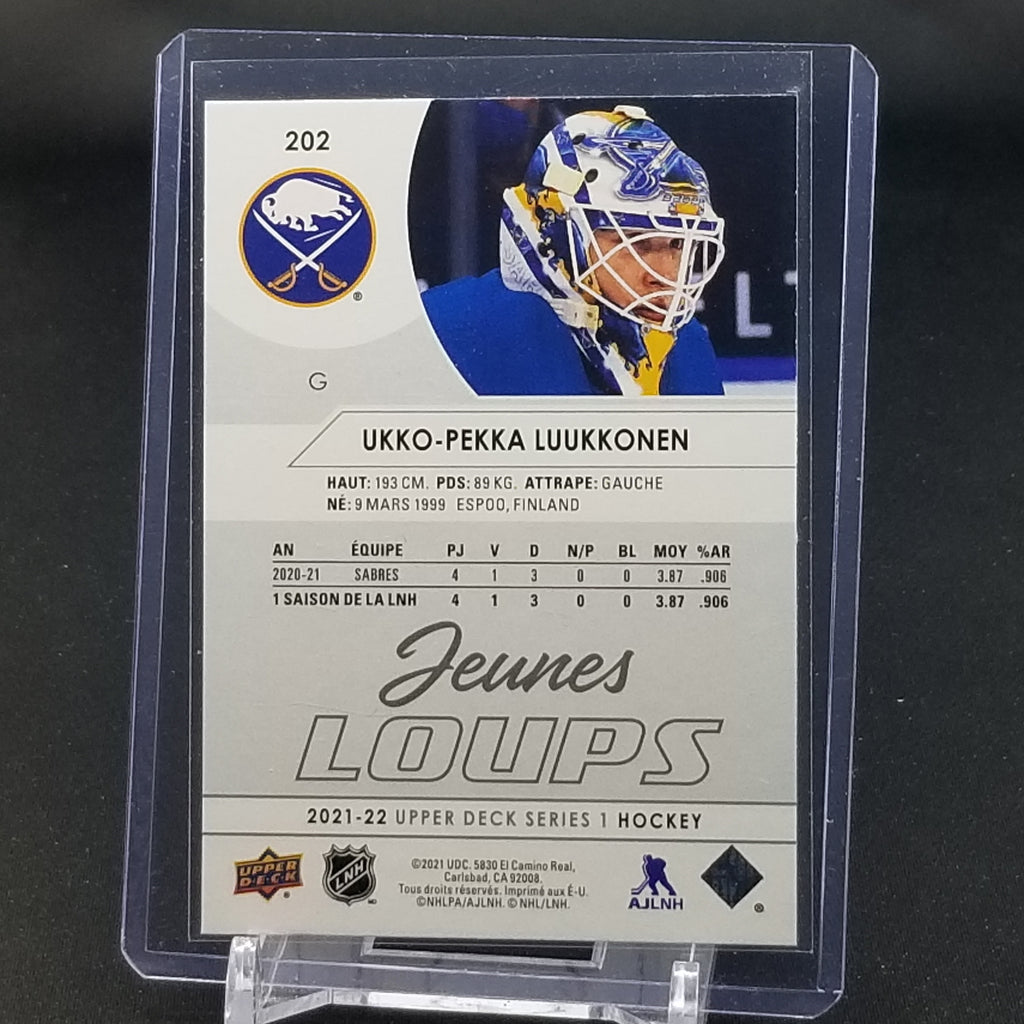 202
®
G
L
UKKO-PEKKA LUUKKONEN
HAUT: 193 CM. PDS: 89 KG. ATTRAPE: GAUCHE
NÉ: 9 MARS 1999 ESPOO, FINLAND
AN ÉQUIPE PJ V D N/P BL MOY %AR
2020-21 SABRES 4 1 3 0 0 3.87 .906
1 SAISON DE LA LNH 4 1 3 0 0 3.87 .906
Jeunes
LOUPS
2021-22 UPPER DECK SERIES 1 HOCKEY
UPPER DECK ®
LNH
©2021 UDC. 5830 El Camino Real,
Carlsbad, CA 92008.
Tous droits réservés. Imprimé aux É-U.
©NHLPA/AJLNH. © NHL/LNH.
AJLNH
®